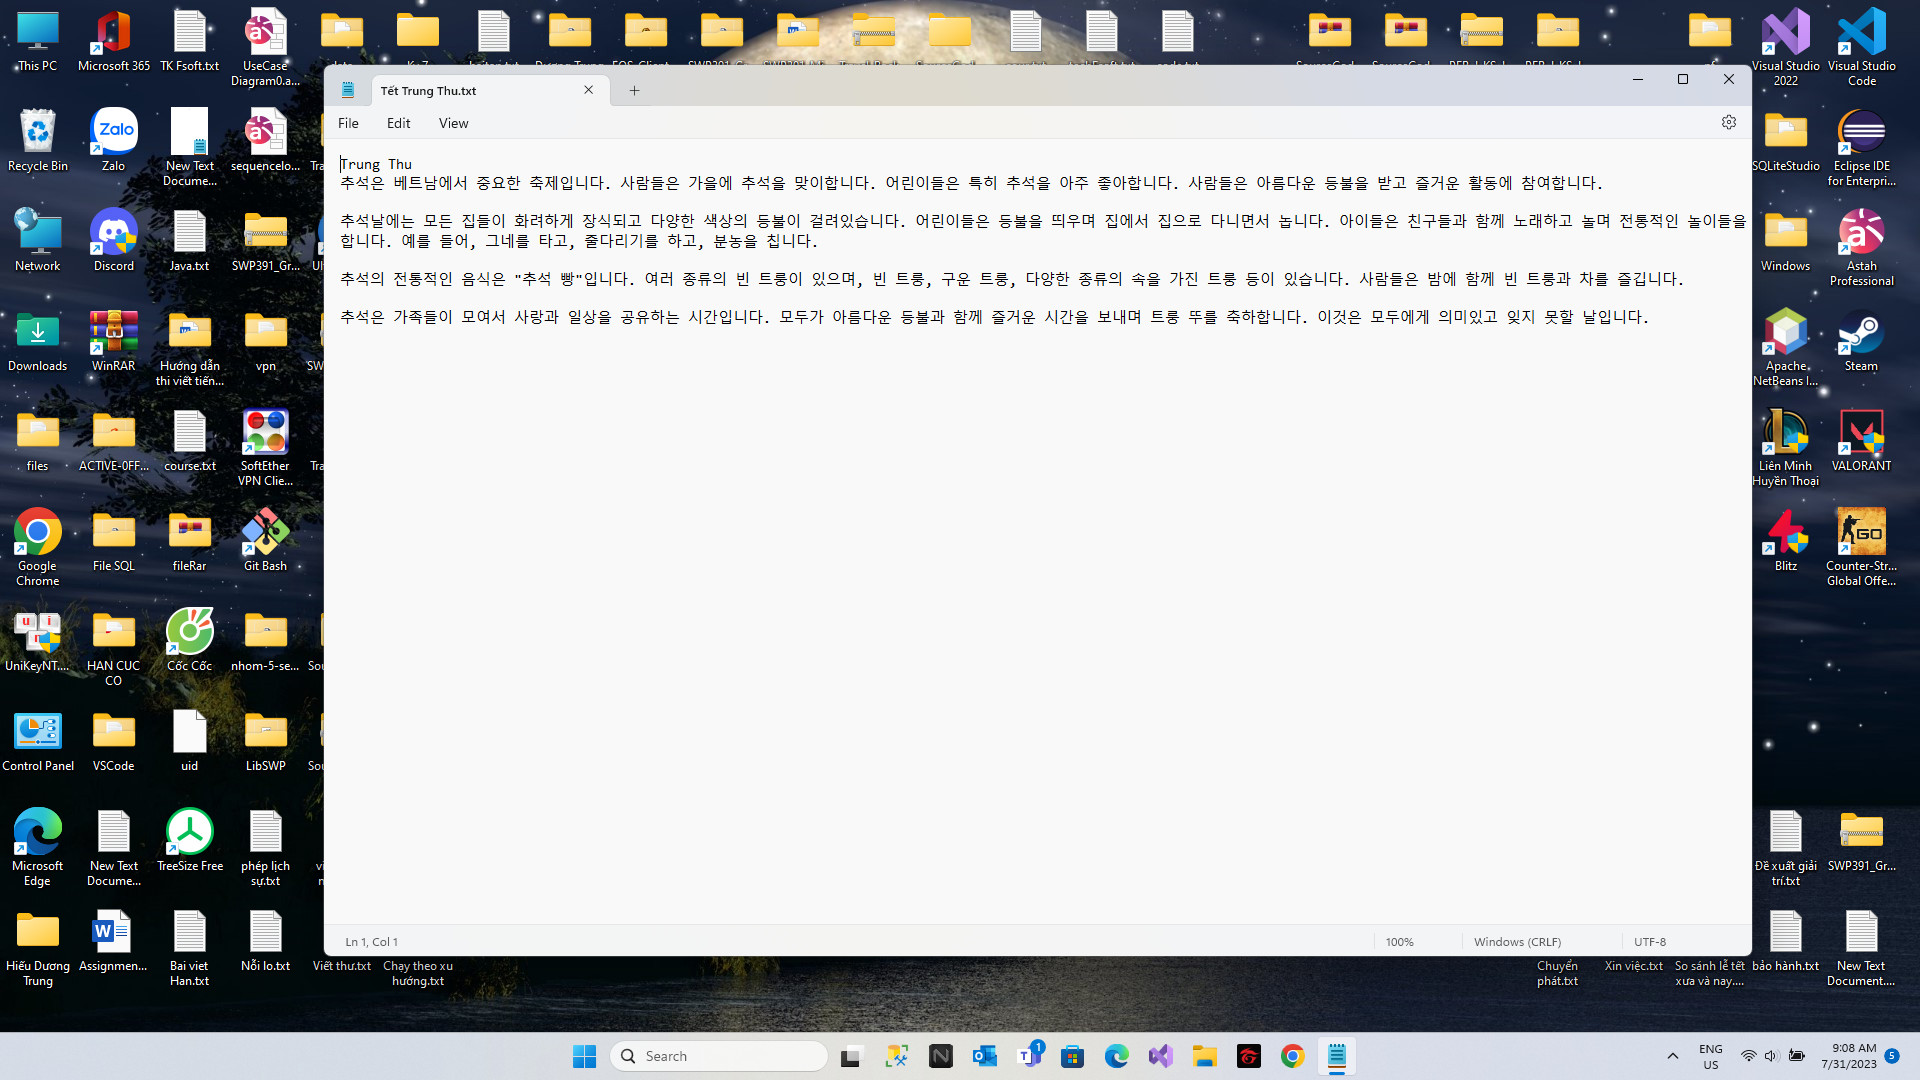 This PC
Microsoft 365
TK Fsoft.txt
UseCase
Diagram0.a...
Visual Studio
2022
Visual Studio
Code
Tết Trung Thu.txt
File
Edit
View
Trung Thu
추석은 베트남에서 중요한 축제입니다. 사람들은 가을에 추석을 맞이합니다. 어린이들은 특히 추석을 아주 좋아합니다. 사람들은 아름다운 등불을 받고 즐거운 활동에 참여합니다.
추석날에는 모든 집들이 화려하게 장식되고 다양한 색상의 등불이 걸려있습니다. 어린이들은 등불을 띄우며 집에서 집으로 다니면서 놉니다. 아이들은 친구들과 함께 노래하고 놀며 전통적인 놀이들을
합니다. 예를 들어, 그네를 타고, 줄다리기를 하고, 분농을 칩니다.
추석의 전통적인 음식은 "추석 빵"입니다. 여러 종류의 빈 트룽이 있으며, 빈 트룽, 구운 트룽, 다양한 종류의 속을 가진 트룽 등이 있습니다. 사람들은 밤에 함께 빈 트룽과 차를 즐깁니다.
추석은 가족들이 모여서 사랑과 일상을 공유하는 시간입니다. 모두가 아름다운 등불과 함께 즐거운 시간을 보내며 트룽 뚜를 축하합니다. 이것은 모두에게 의미있고 잊지 못할 날입니다.
Ln 1, Col 1
100%
Windows (CRLF)
UTF-8
Recycle Bin
Zalo
New Text
Docume...
sequencelo...
SQLiteStudio
Eclipse IDE
for Enterpri...
Network
Discord
Java.txt
SWP391_Gr...
Windows
Astah
Professional
Downloads
WinRAR
Hướng dẫn
thi viết tiến...
vpn
Apache
NetBeans I...
Steam
files
ACTIVE-0FF...
course.txt
SoftEther
VPN Clie...
Liên Minh
Huyền Thoại
VALORANT
Google
Chrome
File SQL
fileRar
Git Bash
Blitz
Counter-Str...
Global Offe...
UniKeyNT....
HAN CUC
CO
Cốc Cốc
nhom-5-se...
Control Panel
VSCode
uid
LibSWP
Microsoft
Edge
New Text
Docume...
TreeSize Free
phép lịch
sự.txt
Đề xuất giải
trí.txt
SWP391_Gr...
Hiếu Dương
Trung
Assignmen...
Bai viet
Han.txt
Nỗi lo.txt
Viết thư.txt
Chạy theo xu
hướng.txt
Chuyển
phát.txt
Xin việc.txt
So sánh lễ tết
xưa và nay....
bảo hành.txt
New Text
Document....
Search
ENG
US
9:08 AM
7/31/2023
5